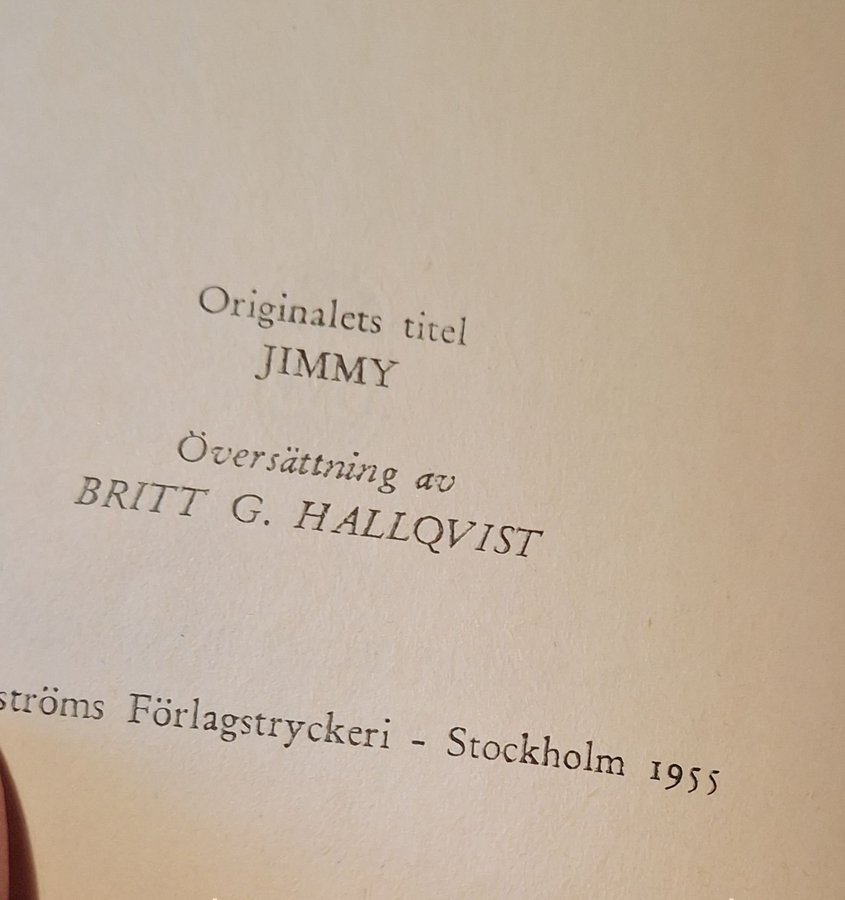 Originalets titel
JIMMY
Översättning av
BRITT G. HALLQVIST
ströms Förlagstryckeri - Stockholm 1955